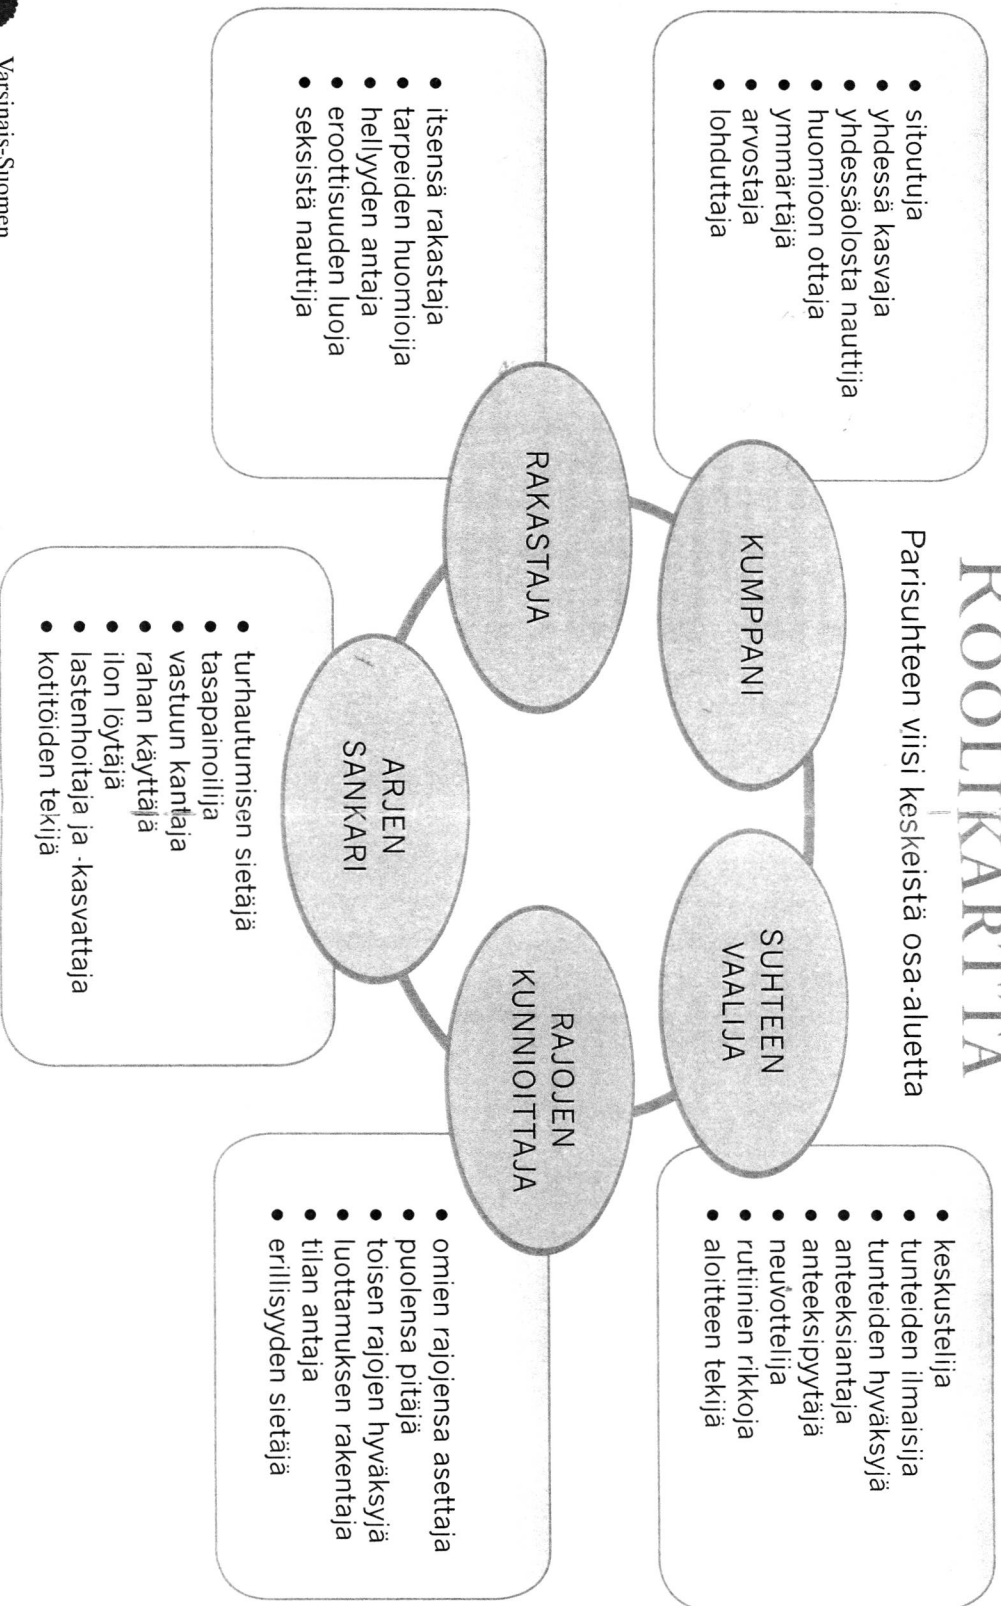 ROOLIKARTTA
Parisuhteen viisi keskeistä osa-aluetta
KUMPPANI
• sitoutuja
• yhdessä kasvaja
• yhdessäolosta nauttija
• huomioon ottaja
• ymmärtäjä
• arvostaja
• lohduttaja
SUHTEEN
VAALIJA
• keskustelija
• tunteiden ilmaisija
• tunteiden hyväksyjä
• anteeksiantaja
• anteeksipyytäjä
• neuvottelija
• rutiinien rikkoja
• aloitteen tekijä
RAKASTAJA
• itsensä rakastaja
• tarpeiden huomioija
• hellyyden antaja
• eroottisuuden luoja
• seksistä nauttija
RAJOJEN
KUNNIOITTAJA
• omien rajojensa asettaja
• puolensa pitäjä
• toisen rajojen hyväksyjä
• luottamuksen rakentaja
• tilan antaja
• erillisyyden sietäjä
ARJEN
SANKARI
• turhautumisen sietäjä
• tasapainoilija
• vastuun kantaja
• rahan käyttäjä
• ilon löytäjä
• lastenhoitaja ja -kasvattaja
• kotitöiden tekijä
Varsinais-Suomen